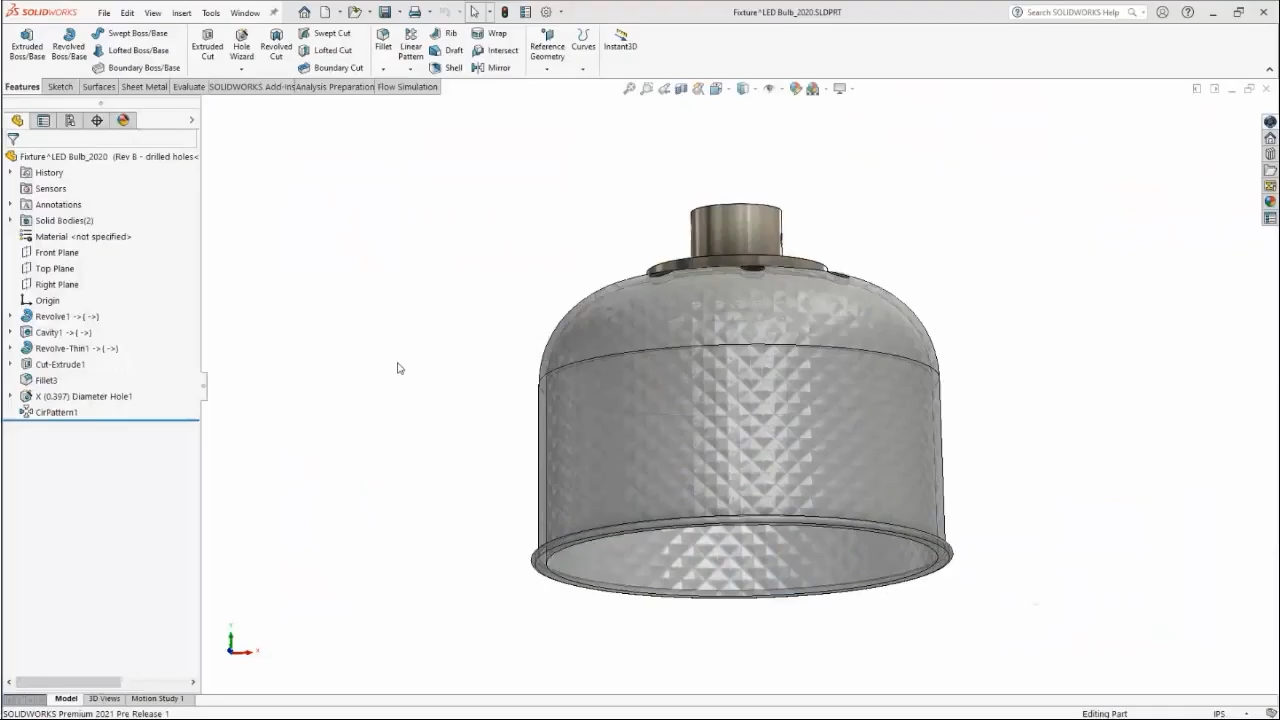 SOLIDWORKS File Edit View Insert Tools Window Fixture^LED Bulb_2020.SLDPRT Search SOLIDWORKS Help
Extruded Boss/Base
Revolved Boss/Base
Swept Boss/Base
Lofted Boss/Base
Boundary Boss/Base
Extruded Cut
Hole Wizard
Revolved Cut
Swept Cut
Lofted Cut
Boundary Cut
Fillet
Linear Pattern
Rib
Draft
Shell
Wrap
Intersect
Mirror
Reference Geometry
Curves
Instant3D
Features Sketch Surfaces Sheet Metal Evaluate SOLIDWORKS Add-Ins Analysis Preparation Flow Simulation
Fixture^LED Bulb_2020 (Rev B - drilled holes<
History
Sensors
Annotations
Solid Bodies(2)
Material <not specified>
Front Plane
Top Plane
Right Plane
Origin
Revolve1 ->{ ->}
Cavity1 ->{ ->}
Revolve-Thin1 ->{ ->}
Cut-Extrude1
Fillet3
X (0.397) Diameter Hole1
CirPattern1
Y
X
Model 3D Views Motion Study 1
SOLIDWORKS Premium 2021 Pre Release 1 Editing Part IPS